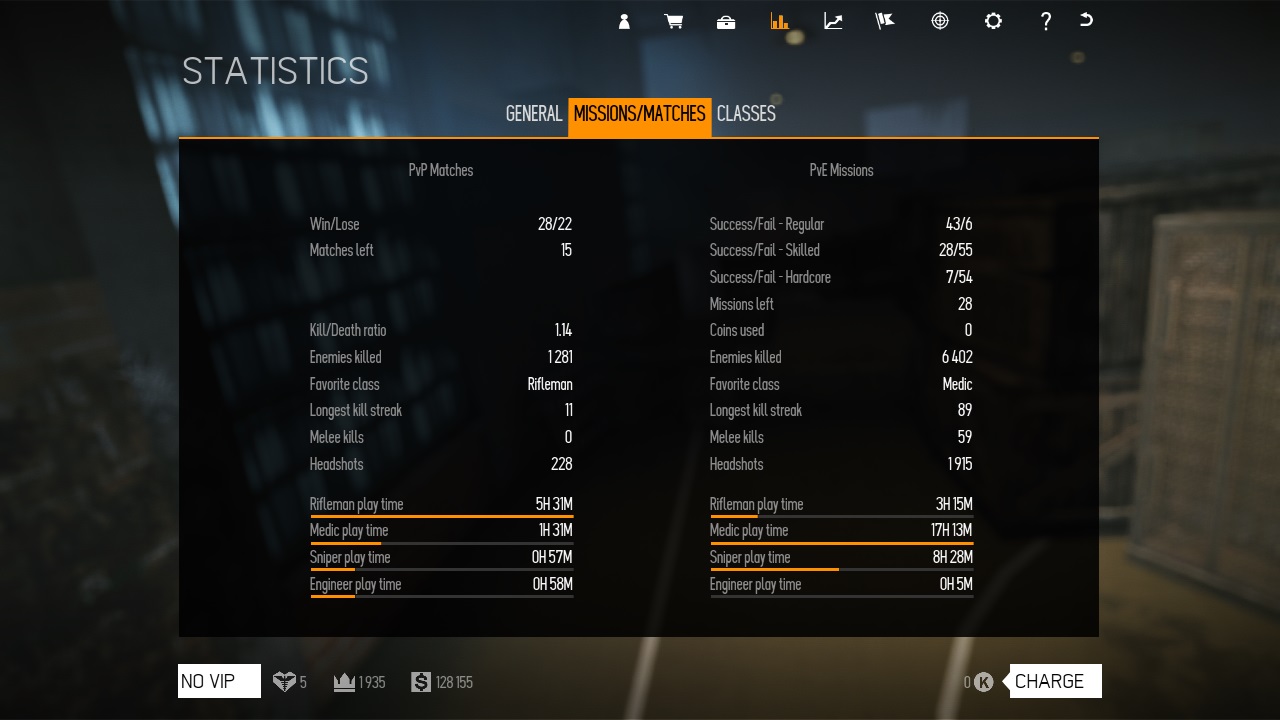 STATISTICS
GENERAL MISSIONS/MATCHES CLASSES
PvP Matches
Win/Lose 28/22
Matches left 15
Kill/Death ratio 1.14
Enemies killed 1 281
Favorite class Rifleman
Longest kill streak 11
Melee kills 0
Headshots 228
Rifleman play time 5H 31M
Medic play time 1H 31M
Sniper play time 0H 57M
Engineer play time 0H 58M
PvE Missions
Success/Fail - Regular 43/6
Success/Fail - Skilled 28/55
Success/Fail - Hardcore 7/54
Missions left 28
Coins used 0
Enemies killed 6 402
Favorite class Medic
Longest kill streak 89
Melee kills 59
Headshots 1 915
Rifleman play time 3H 15M
Medic play time 17H 13M
Sniper play time 8H 28M
Engineer play time 0H 5M
NO VIP 5 1 935 $ 128 155 0 K CHARGE